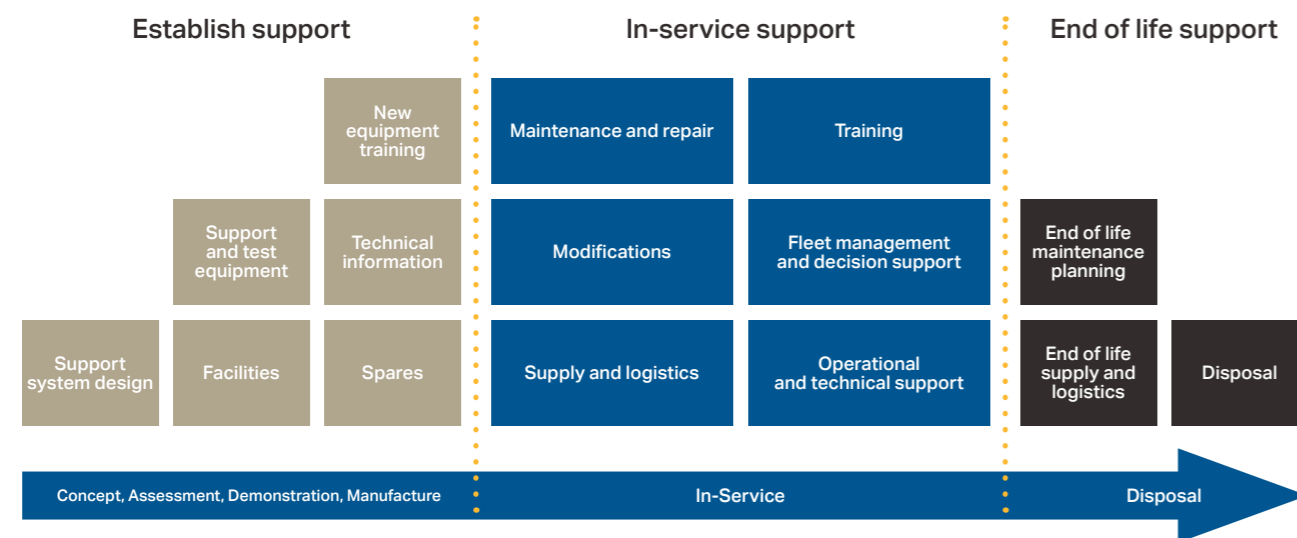 Establish support
In-service support
End of life support
New
equipment
training
Maintenance and repair
Training
Support
and test
equipment
Technical
information
Modifications
Fleet management
and decision support
End of life
maintenance
planning
Support
system design
Facilities
Spares
Supply and logistics
Operational
and technical support
End of life
supply and
logistics
Disposal
Concept, Assessment, Demonstration, Manufacture
In-Service
Disposal